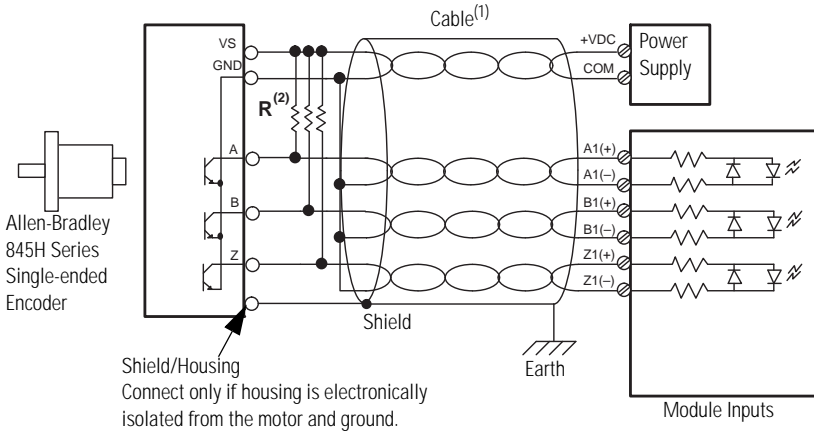 Cable(1)
VS
GND
R(2)
A
B
Z
+VDC
COM
Power
Supply
A1(+)
A1(–)
B1(+)
B1(–)
Z1(+)
Z1(–)
Allen-Bradley
845H Series
Single-ended
Encoder
Shield
Earth
Shield/Housing
Connect only if housing is electronically
isolated from the motor and ground.
Module Inputs